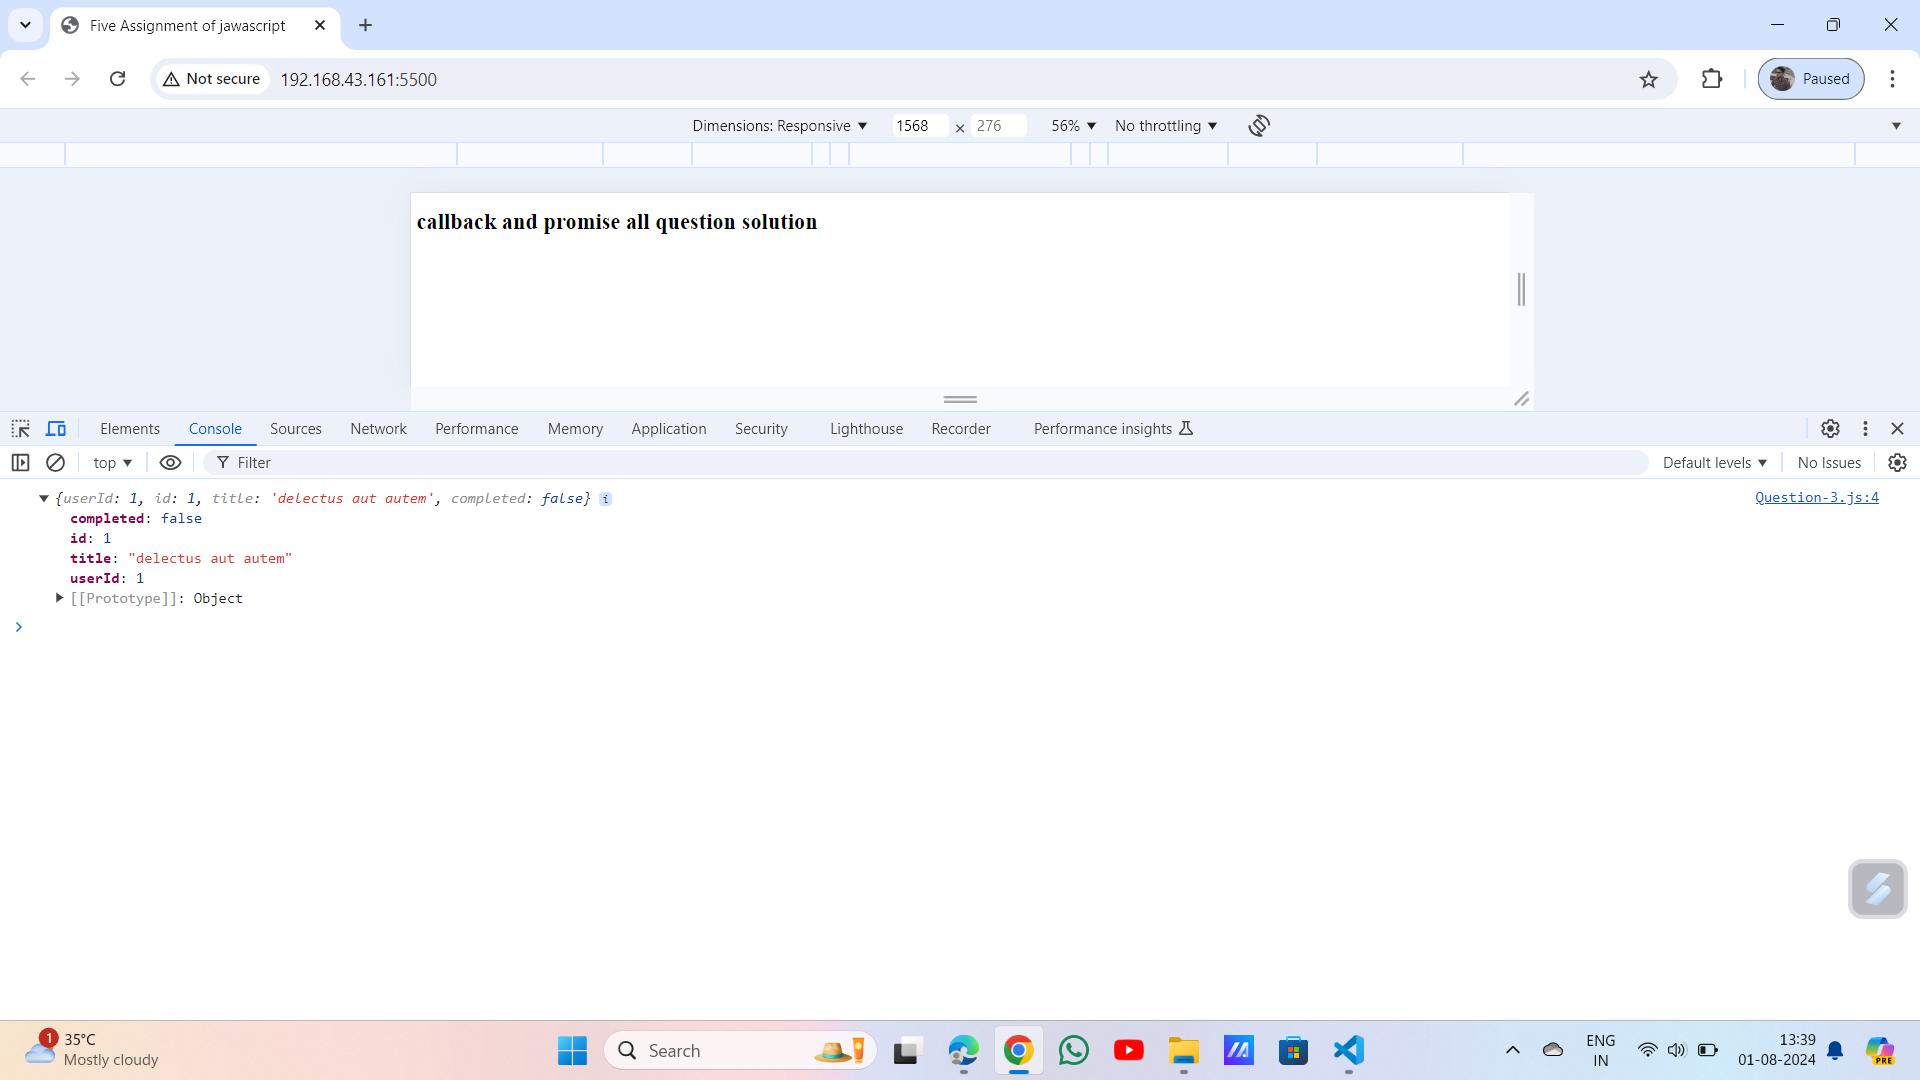 Five Assignment of jawascript
Not secure 192.168.43.161:5500 Paused
Dimensions: Responsive 1568 × 276 56% No throttling
callback and promise all question solution
Elements Console Sources Network Performance Memory Application Security Lighthouse Recorder Performance insights
top Filter Default levels No Issues
{userId: 1, id: 1, title: 'delectus aut autem', completed: false} i Question-3.js:4
completed: false
id: 1
title: "delectus aut autem"
userId: 1
[[Prototype]]: Object
1 35°C
Mostly cloudy
Search
ENG
IN
13:39
01-08-2024
PRE